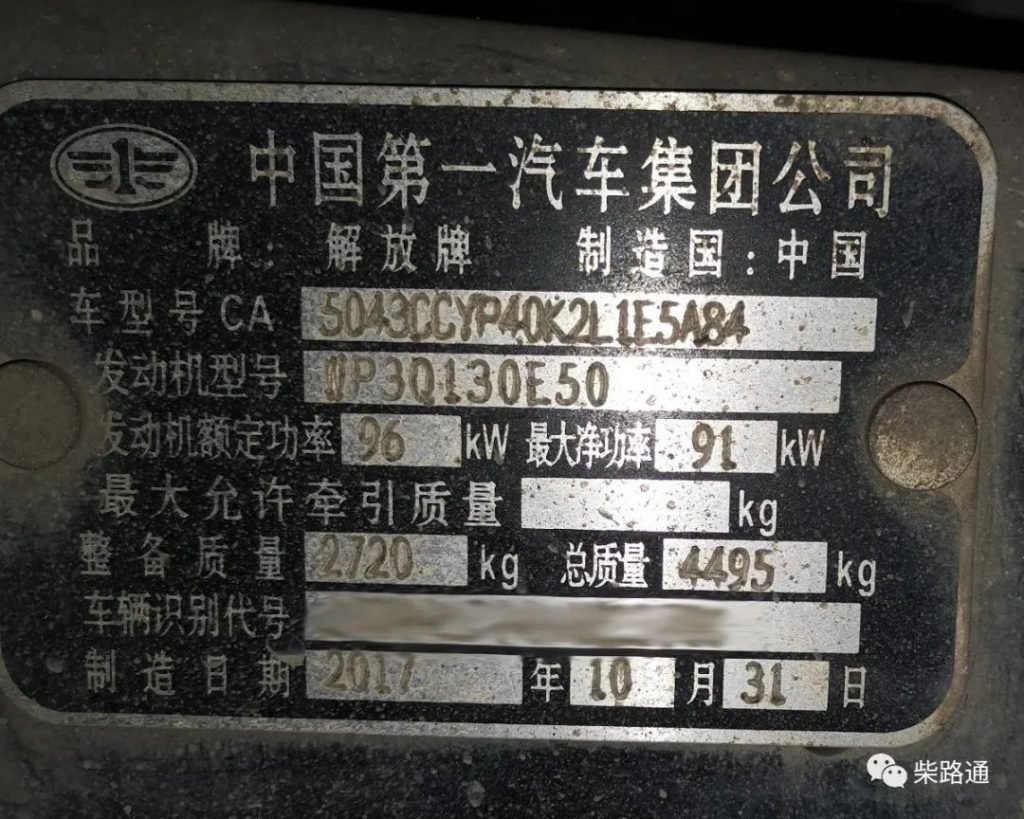 中国第一汽车集团公司
品牌：解放牌 制造国：中国
车型号CA 5043CCYP40K2L1E5A84
发动机型号 WP3Q130E50
发动机额定功率 96 kW 最大净功率 91 kW
最大允许牵引质量 kg
整备质量 2720 kg 总质量 4495 kg
车辆识别代号
制造日期 2017 年 10 月 31 日
柴路通